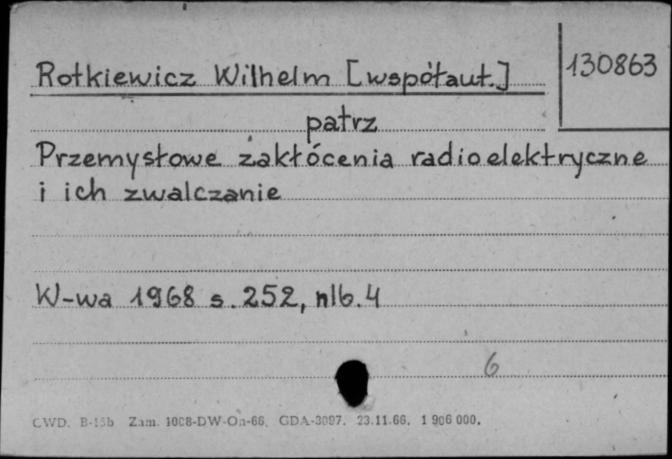 Rotkiewicz Wilhelm [współaut.]
130863
patrz
Przemysłowe zakłócenia radioelektryczne
i ich zwalczanie
W-wa 1968 s. 252, nlb. 4
6
CWD. B-15b Zam. 1008-DW-On-66. GDA-3097. 23.11.66. 1 906 000.